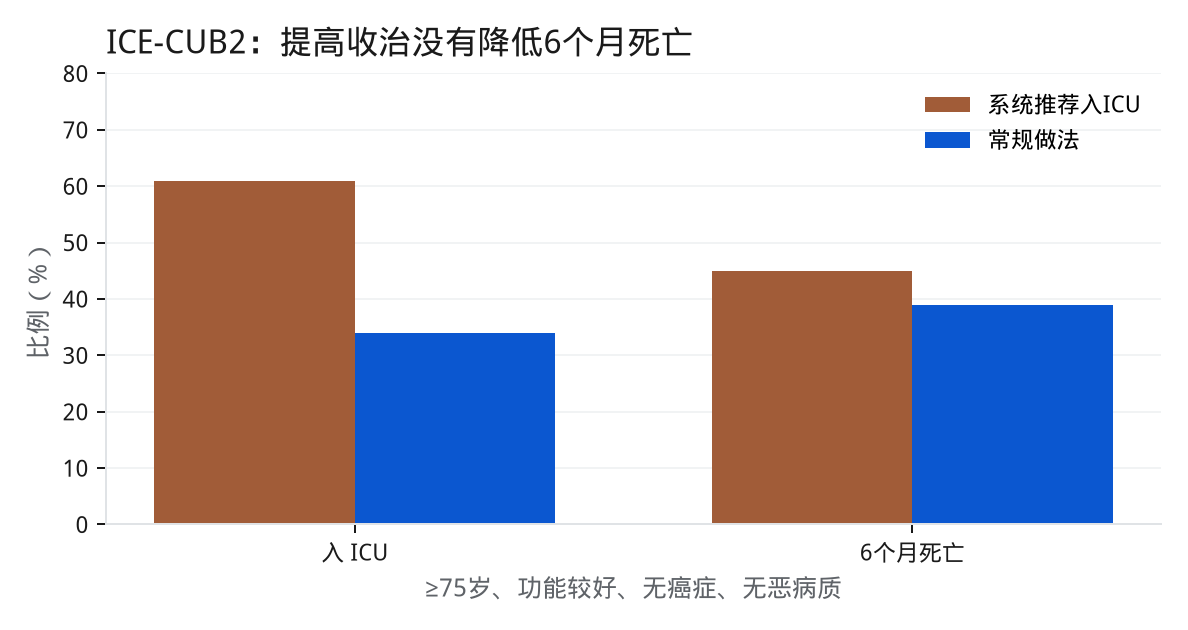 ICE-CUB2：提高收治没有降低6个月死亡
系统推荐入ICU
常规做法
比例（%）
80
70
60
50
40
30
20
10
0
入 ICU
6个月死亡
≥75岁、功能较好、无癌症、无恶病质